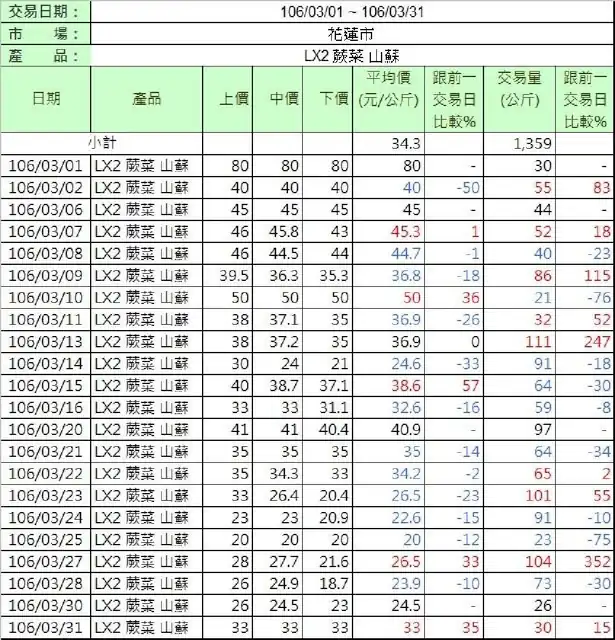 交易日期： 106/03/01 ~ 106/03/31
市 場： 花蓮市
產 品： LX2 蕨菜 山蘇
日期 產品 上價 中價 下價 平均價(元/公斤) 跟前一交易日比較% 交易量(公斤) 跟前一交易日比較%
小計 34.3 1,359
106/03/01 LX2 蕨菜 山蘇 80 80 80 80 - 30 -
106/03/02 LX2 蕨菜 山蘇 40 40 40 40 -50 55 83
106/03/06 LX2 蕨菜 山蘇 45 45 45 45 - 44 -
106/03/07 LX2 蕨菜 山蘇 46 45.8 43 45.3 1 52 18
106/03/08 LX2 蕨菜 山蘇 46 44.5 44 44.7 -1 40 -23
106/03/09 LX2 蕨菜 山蘇 39.5 36.3 35.3 36.8 -18 86 115
106/03/10 LX2 蕨菜 山蘇 50 50 50 50 36 21 -76
106/03/11 LX2 蕨菜 山蘇 38 37.1 35 36.9 -26 32 52
106/03/13 LX2 蕨菜 山蘇 38 37.2 35 36.9 0 111 247
106/03/14 LX2 蕨菜 山蘇 30 24 21 24.6 -33 91 -18
106/03/15 LX2 蕨菜 山蘇 40 38.7 37.1 38.6 57 64 -30
106/03/16 LX2 蕨菜 山蘇 33 33 31.1 32.6 -16 59 -8
106/03/20 LX2 蕨菜 山蘇 41 41 40.4 40.9 - 97 -
106/03/21 LX2 蕨菜 山蘇 35 35 35 35 -14 64 -34
106/03/22 LX2 蕨菜 山蘇 35 34.3 33 34.2 -2 65 2
106/03/23 LX2 蕨菜 山蘇 33 26.4 20.4 26.5 -23 101 55
106/03/24 LX2 蕨菜 山蘇 23 23 20.9 22.6 -15 91 -10
106/03/25 LX2 蕨菜 山蘇 20 20 20 20 -12 23 -75
106/03/27 LX2 蕨菜 山蘇 28 27.7 21.6 26.5 33 104 352
106/03/28 LX2 蕨菜 山蘇 26 24.9 18.7 23.9 -10 73 -30
106/03/30 LX2 蕨菜 山蘇 26 24.5 23 24.5 - 26 -
106/03/31 LX2 蕨菜 山蘇 33 33 33 33 35 30 15